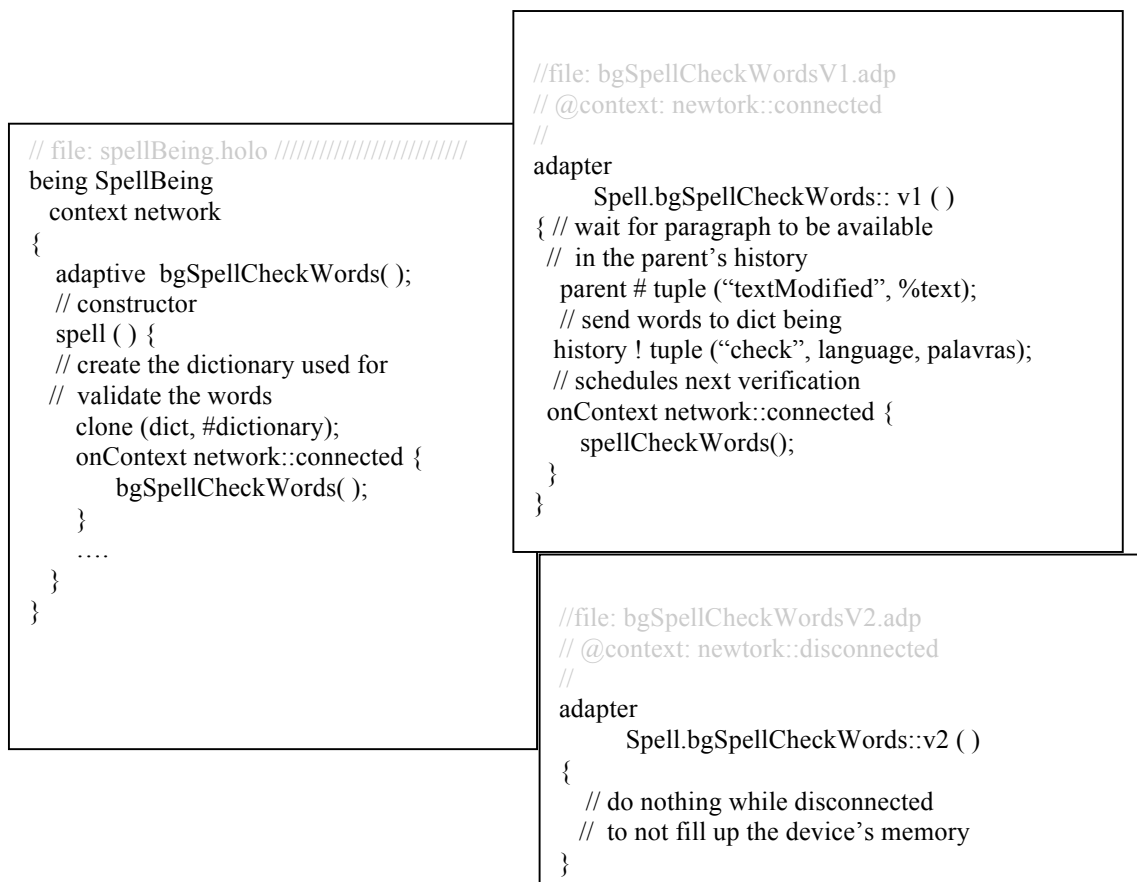 // file: spellBeing.holo //////////////////////////
being SpellBeing
context network
{
adaptive bgSpellCheckWords( );
// constructor
spell ( ) {
// create the dictionary used for
// validate the words
clone (dict, #dictionary);
onContext network::connected {
bgSpellCheckWords( );
}
….
}
}
//file: bgSpellCheckWordsV1.adp
// @context: newtork::connected
//
adapter
Spell.bgSpellCheckWords:: v1 ( )
{ // wait for paragraph to be available
// in the parent’s history
parent # tuple (“textModified”, %text);
// send words to dict being
history ! tuple (“check”, language, palavras);
// schedules next verification
onContext network::connected {
spellCheckWords();
}
}
//file: bgSpellCheckWordsV2.adp
// @context: newtork::disconnected
//
adapter
Spell.bgSpellCheckWords::v2 ( )
{
// do nothing while disconnected
// to not fill up the device’s memory
}